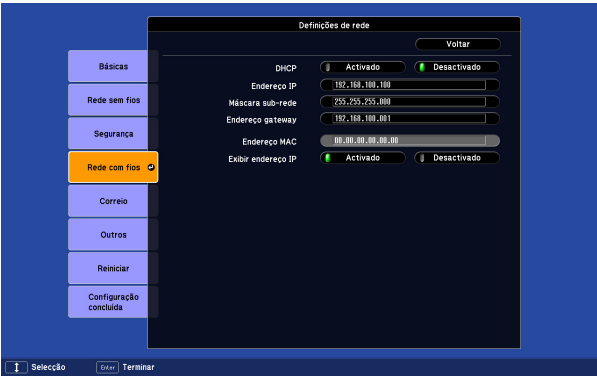 Definições de rede
Voltar
Básicas
Rede sem fios
Segurança
Rede com fios
Correio
Outros
Reiniciar
Configuração
concluída
DHCP Activado Desactivado
Endereço IP 192.168.100.100
Máscara sub-rede 255.255.255.000
Endereço gateway 192.168.100.001
Endereço MAC 00.00.00.00.00.00
Exibir endereço IP Activado Desactivado
Selecção Enter Terminar